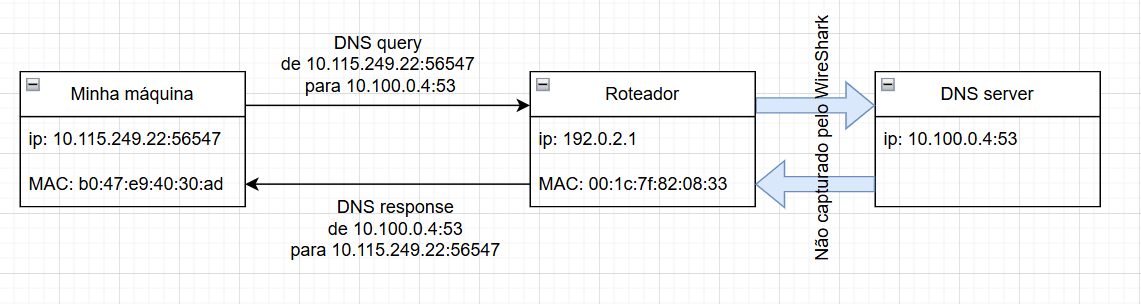 DNS query
de 10.115.249.22:56547
para 10.100.0.4:53
Minha máquina
ip: 10.115.249.22:56547
MAC: b0:47:e9:40:30:ad
Roteador
ip: 192.0.2.1
MAC: 00:1c:7f:82:08:33
Não capturado pelo WireShark
DNS server
ip: 10.100.0.4:53
DNS response
de 10.100.0.4:53
para 10.115.249.22:56547